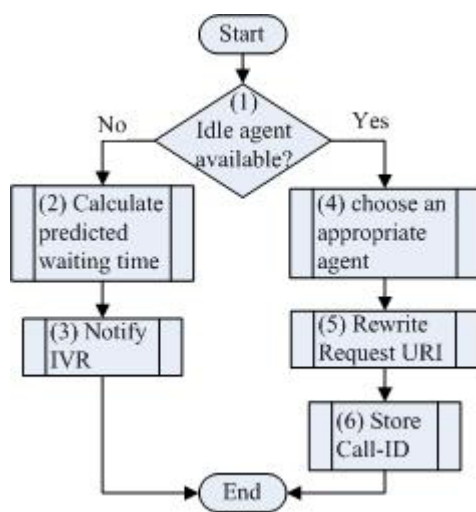 Start
(1)
Idle agent
available?
No
Yes
(2) Calculate
predicted
waiting time
(3) Notify
IVR
(4) choose an
appropriate
agent
(5) Rewrite
Request URI
(6) Store
Call-ID
End